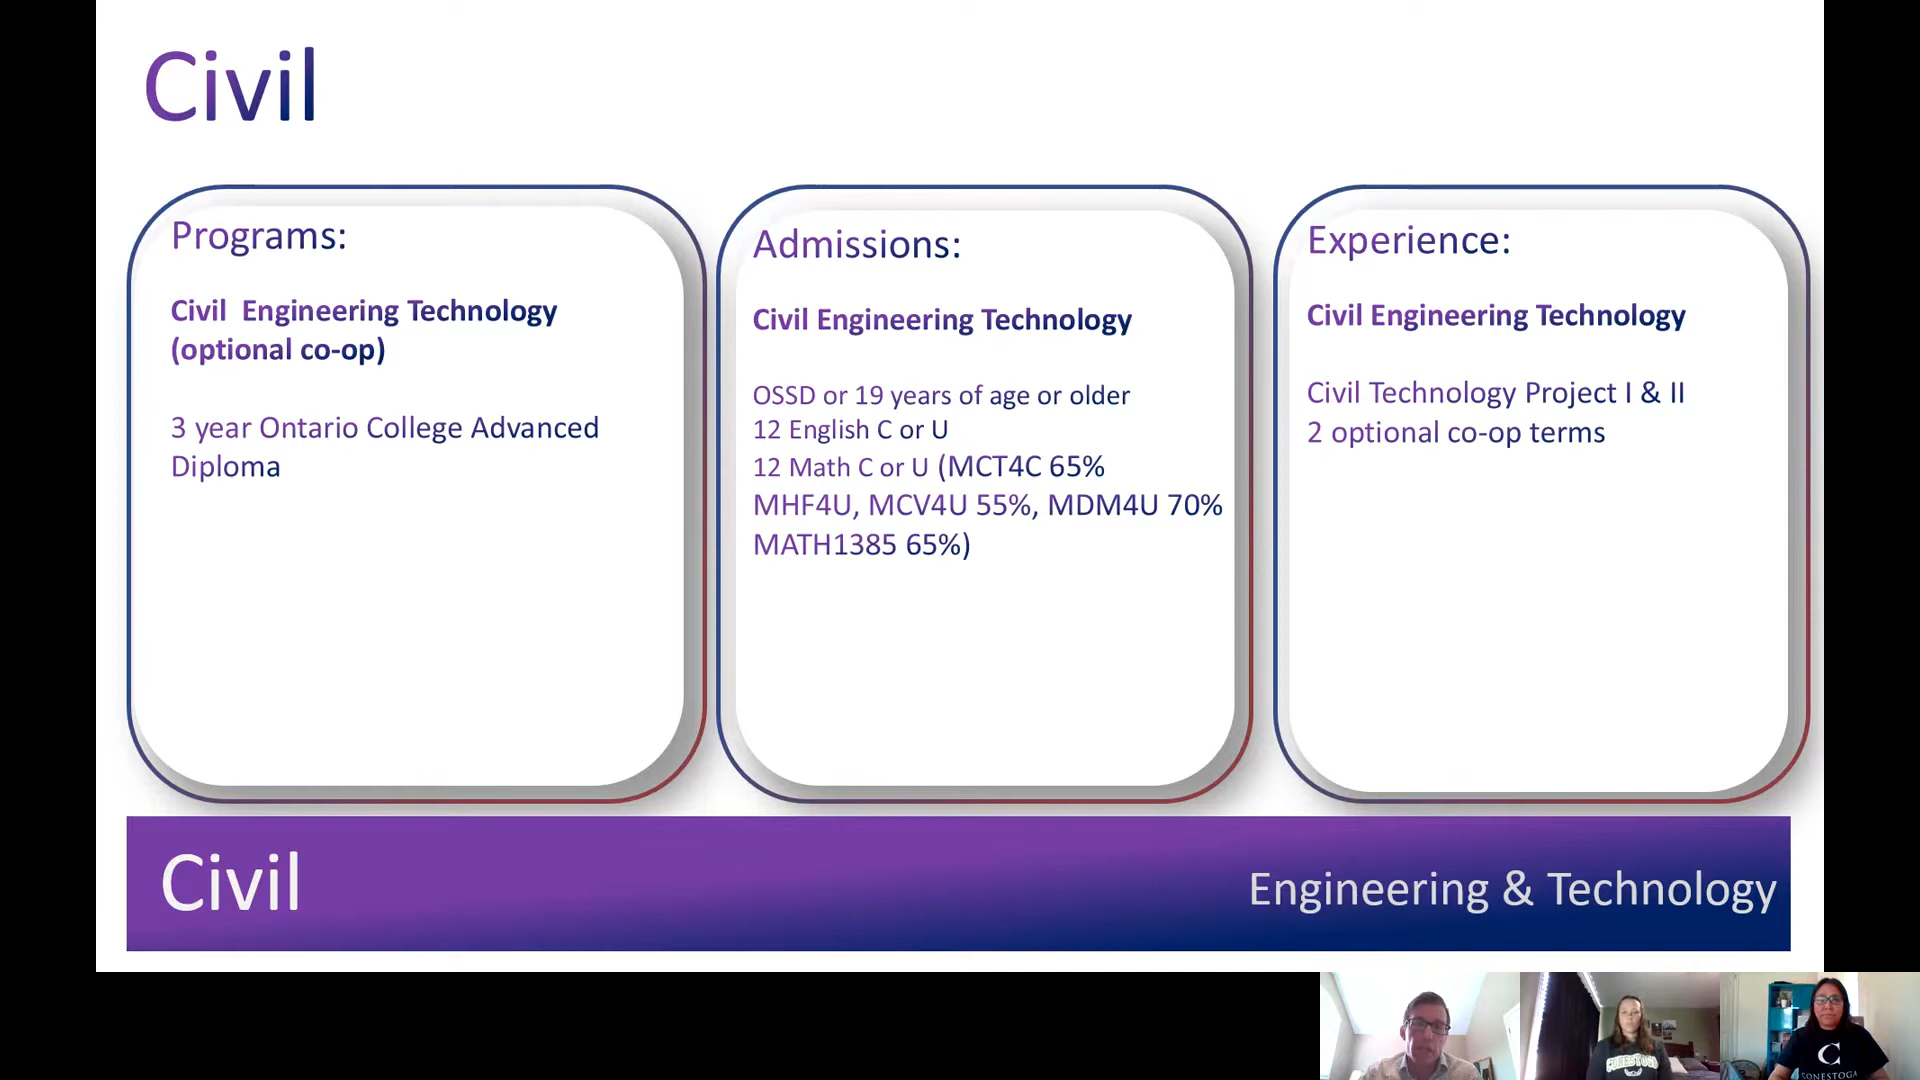 Civil
Programs:
Civil Engineering Technology
(optional co-op)
3 year Ontario College Advanced
Diploma
Admissions:
Civil Engineering Technology
OSSD or 19 years of age or older
12 English C or U
12 Math C or U (MCT4C 65%
MHF4U, MCV4U 55%, MDM4U 70%
MATH1385 65%)
Experience:
Civil Engineering Technology
Civil Technology Project I & II
2 optional co-op terms
Civil
Engineering & Technology
CONESTOGA
C
CONESTOGA